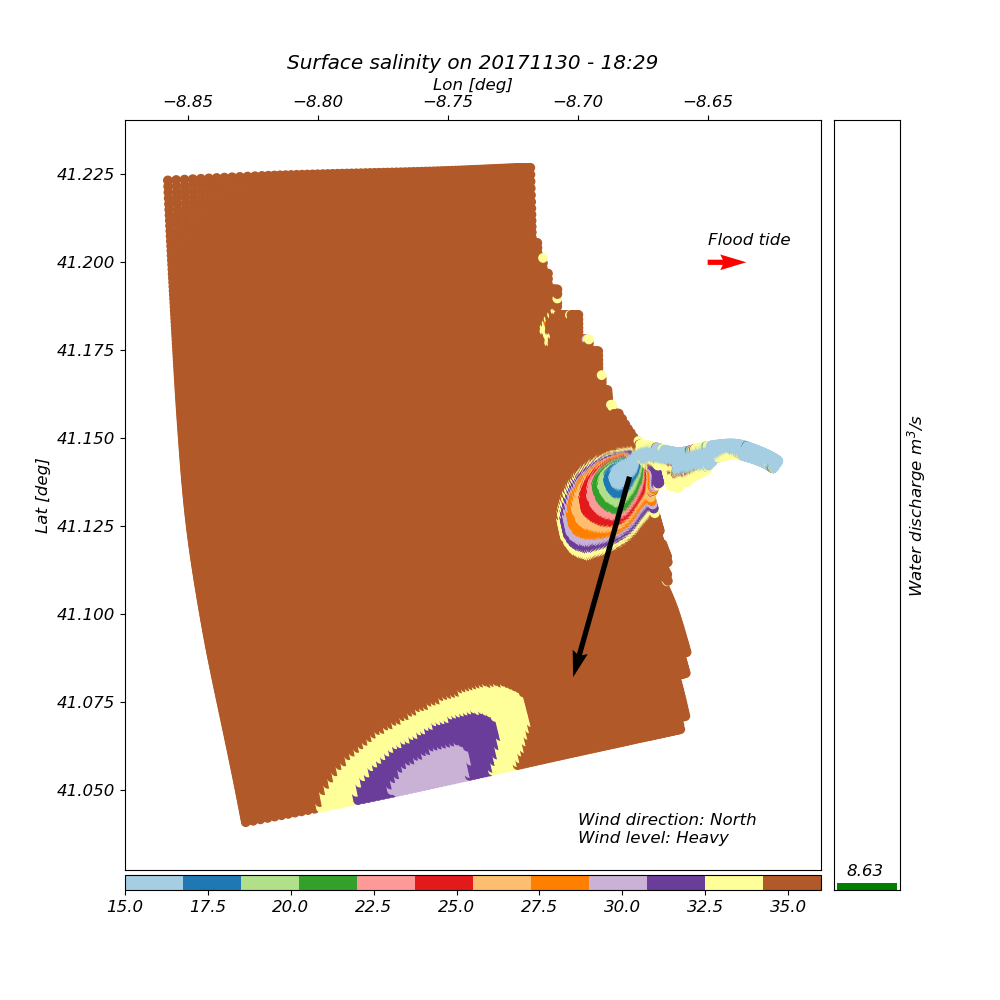 Surface salinity on 20171130 - 18:29
Lon [deg]
−8.85 −8.80 −8.75 −8.70 −8.65
41.225
41.200
41.175
41.150
41.125
41.100
41.075
41.050
Lat [deg]
Flood tide
Wind direction: North
Wind level: Heavy
15.0 17.5 20.0 22.5 25.0 27.5 30.0 32.5 35.0
8.63
Water discharge m³/s